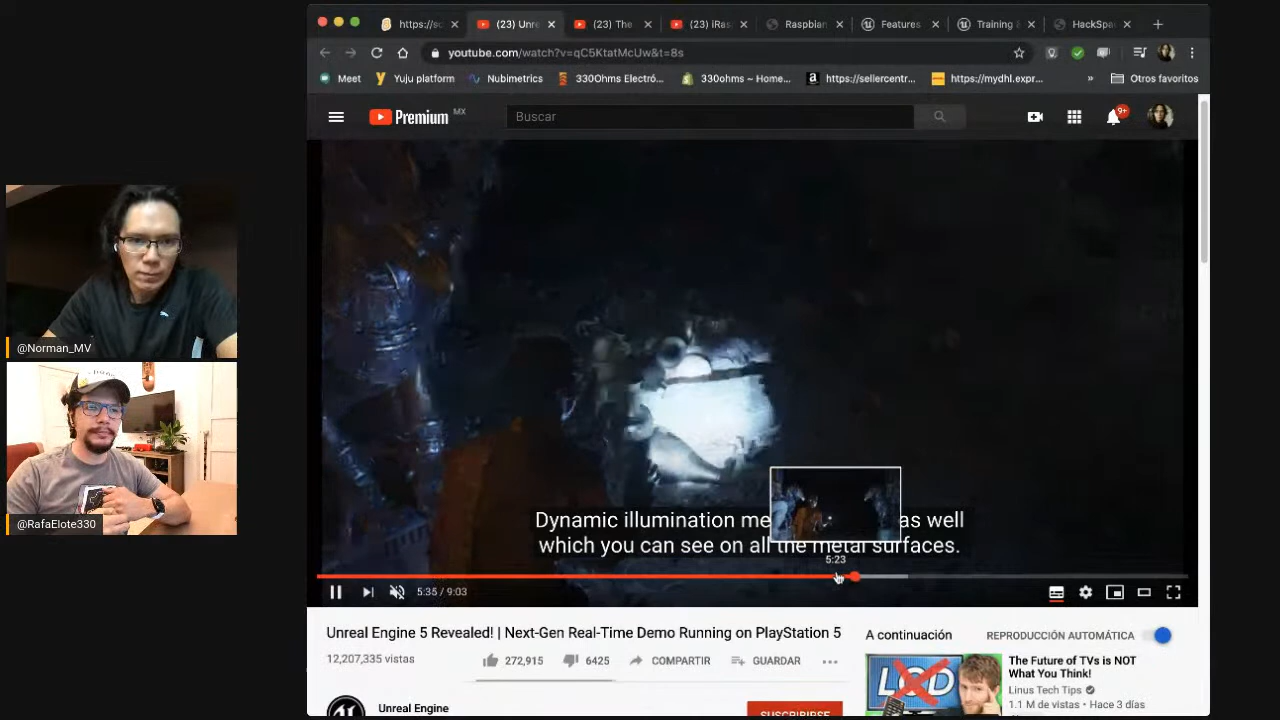 https://sc
(23) Unre
(23) The
(23) iRas
Raspbian
Features
Training
HackSpa
youtube.com/watch?v=qC5KtatMcUw&t=8s
Meet
Yuju platform
Nubimetrics
330Ohms Electró...
330ohms ~ Home...
https://sellercentr...
https://mydhl.expr...
»
Otros favoritos
Premium MX
Buscar
9+
@Norman_MV
@RafaElote330
Dynamic illumination me as well
which you can see on all the metal surfaces.
5:23
5:35 / 9:03
Unreal Engine 5 Revealed! | Next-Gen Real-Time Demo Running on PlayStation 5
12,207,335 vistas
272,915
6425
COMPARTIR
GUARDAR
Unreal Engine
SUSCRIBIRSE
A continuación
REPRODUCCIÓN AUTOMÁTICA
LCD
The Future of TVs is NOT
What You Think!
Linus Tech Tips
1.1 M de vistas • Hace 3 días